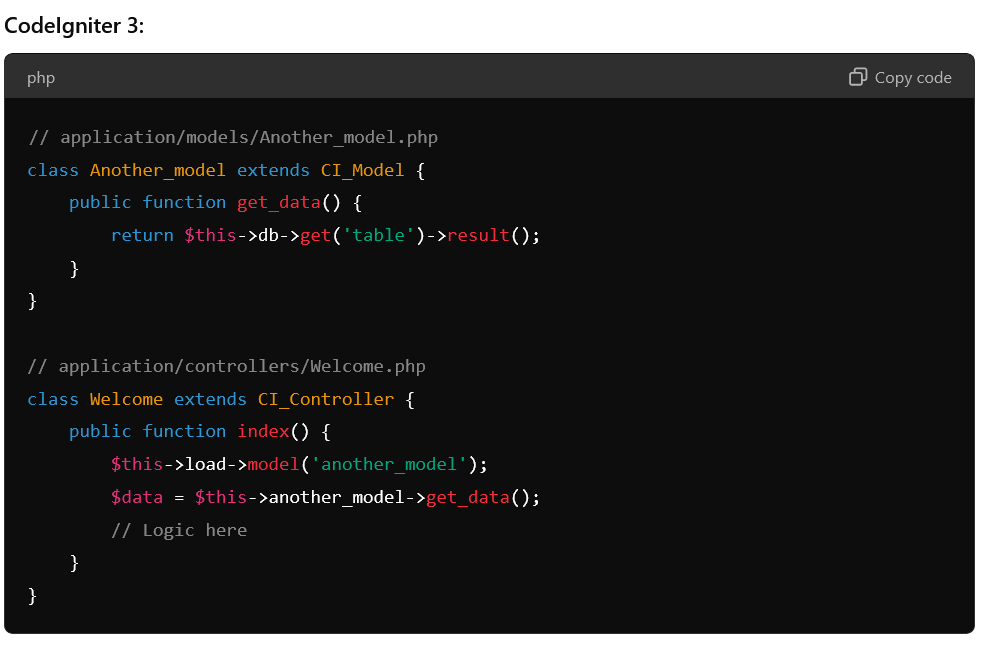 CodeIgniter 3:
php
Copy code
// application/models/Another_model.php
class Another_model extends CI_Model {
    public function get_data() {
        return $this->db->get('table')->result();
    }
}
// application/controllers/Welcome.php
class Welcome extends CI_Controller {
    public function index() {
        $this->load->model('another_model');
        $data = $this->another_model->get_data();
        // Logic here
    }
}